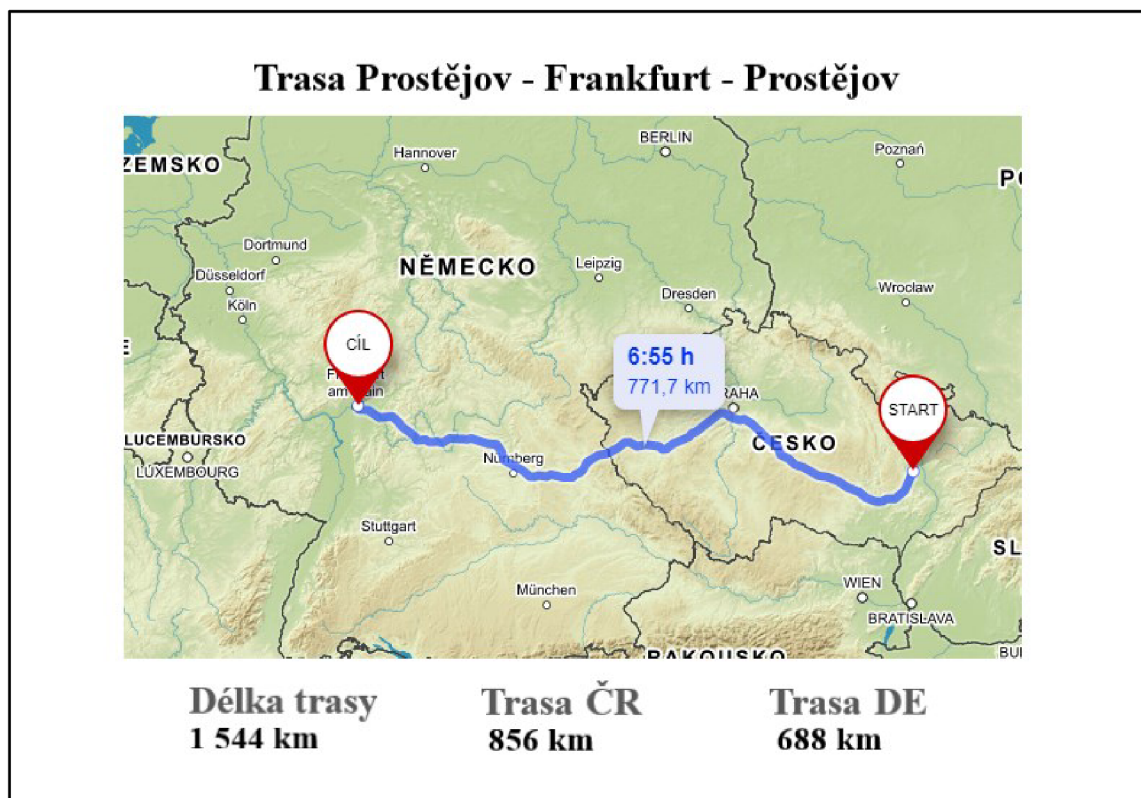 Trasa Prostějov - Frankfurt - Prostějov
BERLIN
Hannover
Poznań
ZEMSKO
Dortmund
NĚMECKO
Leipzig
Düsseldorf
Wrocław
Dresden
Köln
CÍL
6:55 h
771,7 km
START
LUCEMBURSKO
ČESKO
LUXEMBOURG
Nürnberg
Stuttgart
SL
WIEN
München
BRATISLAVA
RAKOUSKO
Délka trasy Trasa ČR Trasa DE
1 544 km 856 km 688 km